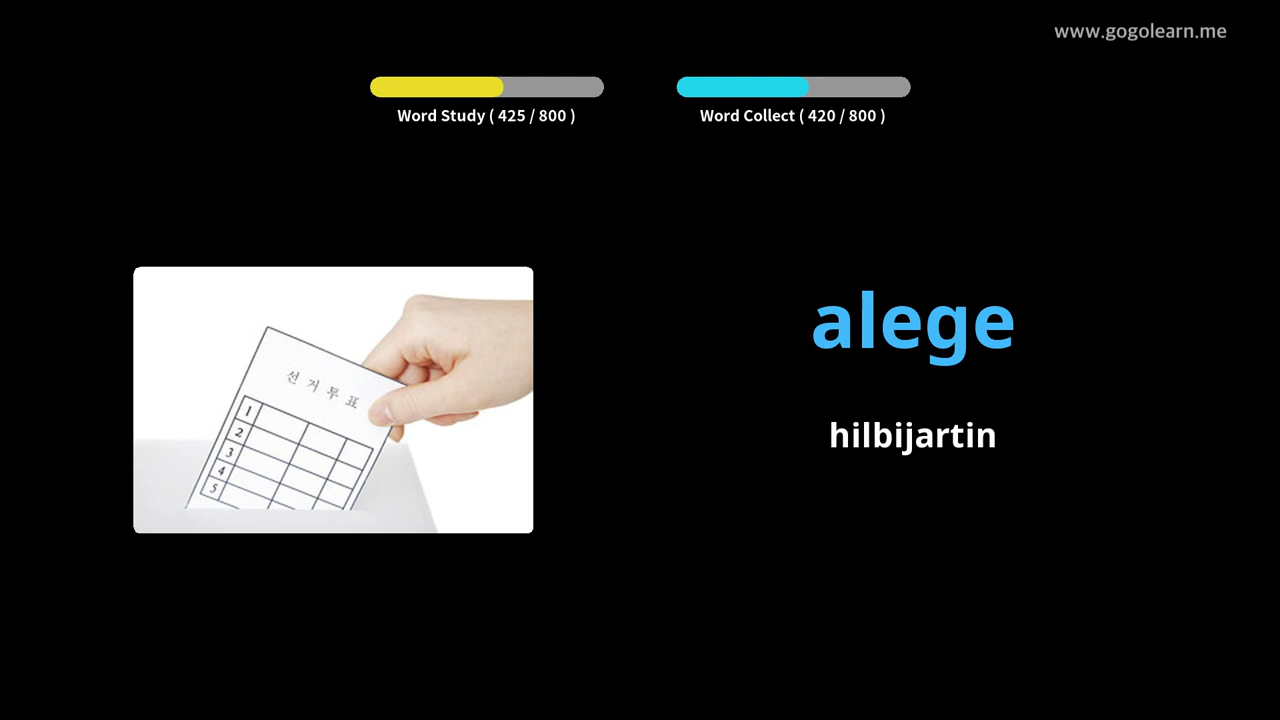 www.gogolearn.me
Word Study ( 425 / 800 )
Word Collect ( 420 / 800 )
선거투표
1
2
3
4
5
alege
hilbijartin